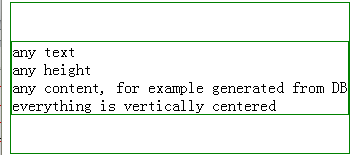 any text
any height
any content, for example generated from DB
everything is vertically centered